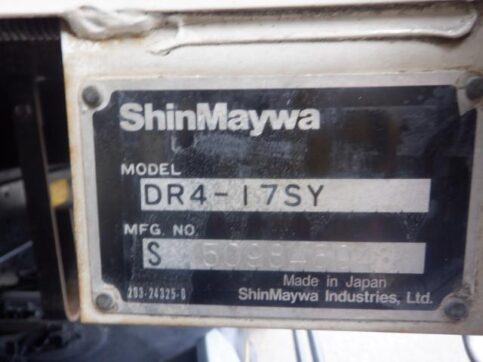 ShinMaywa
MODEL
DR4-17SY
MFG. NO.
S
Made in Japan
203-24325-0
ShinMaywa Industries, Ltd.